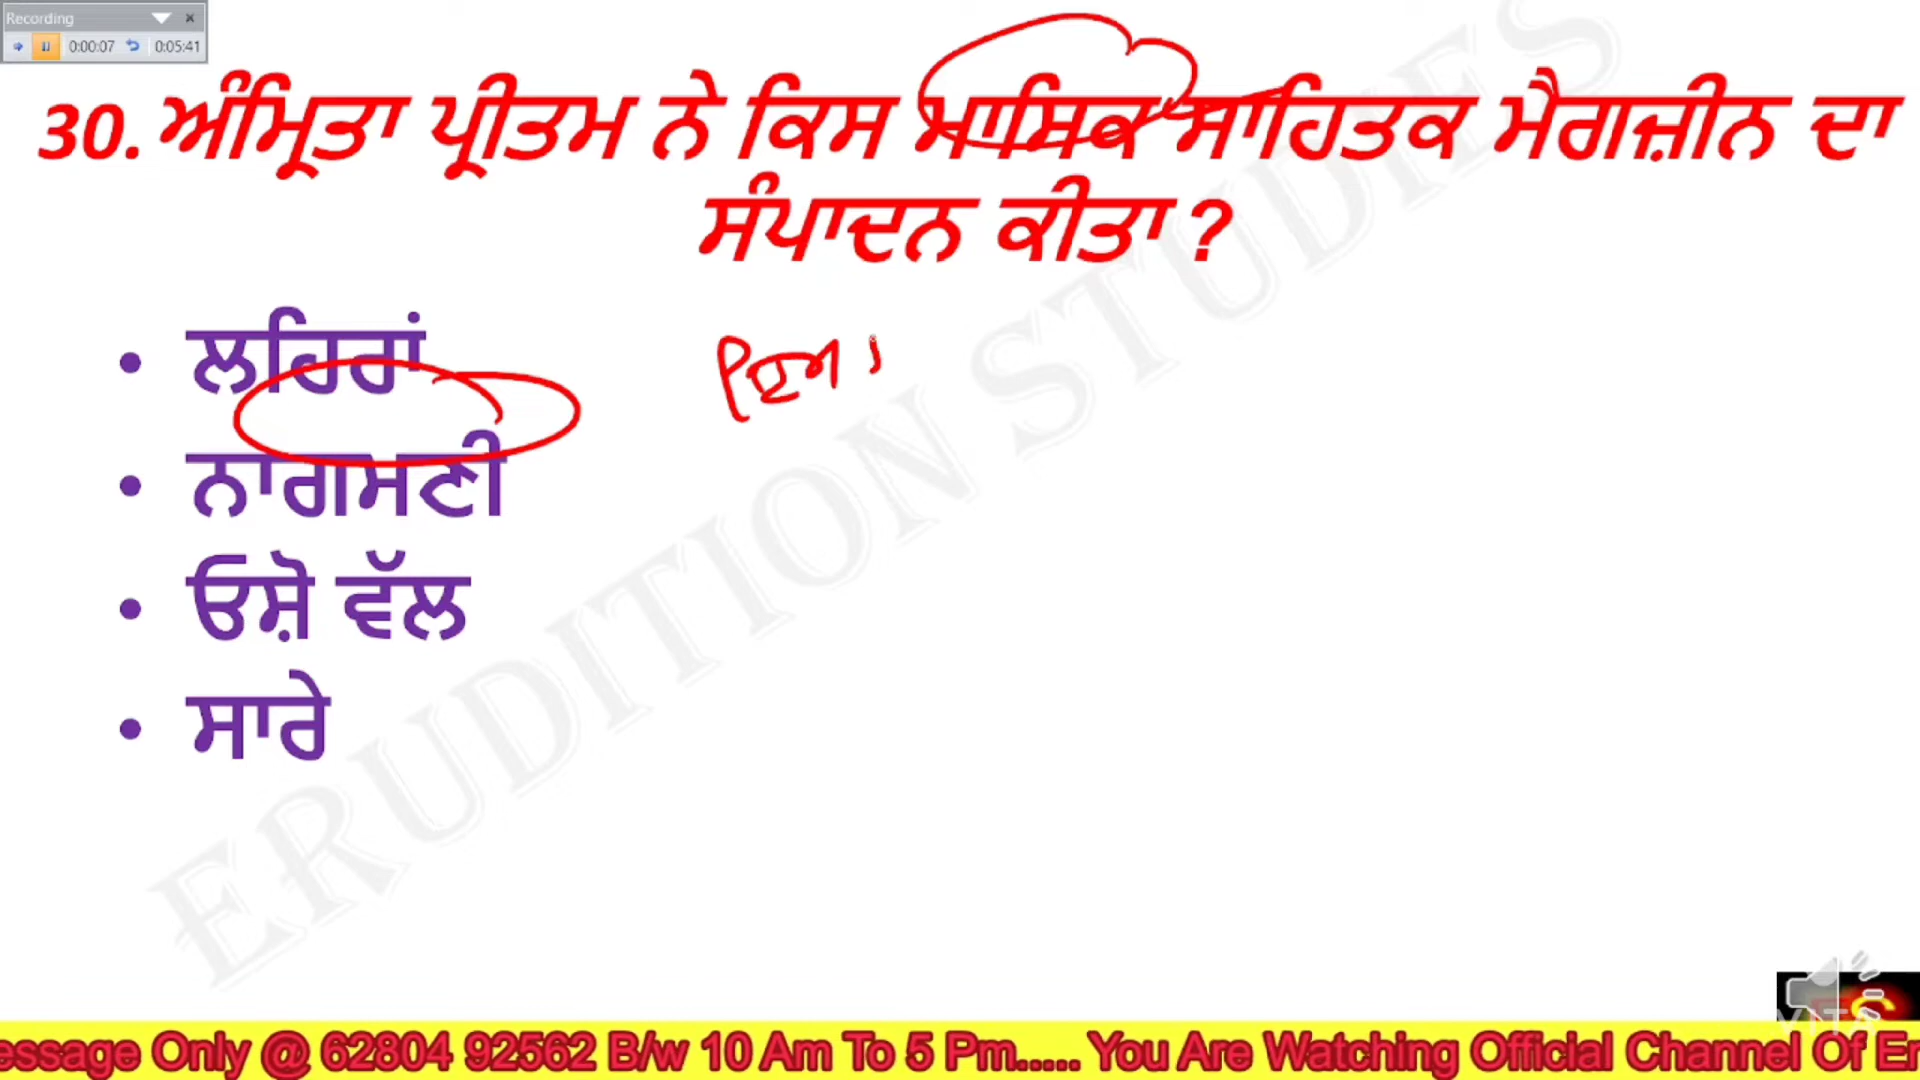 Recording
0:00:07 0:05:41
30. ਅੰਮ੍ਰਿਤਾ ਪ੍ਰੀਤਮ ਨੇ ਕਿਸ ਮਾਸਿਕ ਸਾਹਿਤਕ ਮੈਗਜ਼ੀਨ ਦਾ
ਸੰਪਾਦਨ ਕੀਤਾ ?
• ਲਹਿਰਾਂ
• ਨਾਗਮਣੀ
• ਓਸ਼ੋ ਵੱਲ
• ਸਾਰੇ
ERUDITION STUDIES
essage Only @ 62804 92562 B/w 10 Am To 5 Pm..... You Are Watching Official Channel Of Er